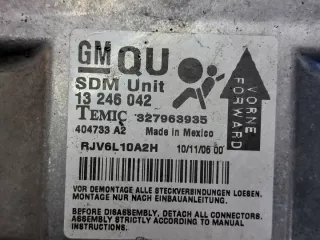 GM QU
SDM Unit
13 246 042
TEMIC 327963935
404733 A2 Made in Mexico
RJV6L10A2H 10/11/06 00
VORNE
FORWARD
VOR DEMONTAGE ALLE STECKVERBINDUNGEN LOESEN.
MONTAGE NUR NACH EINBAUANLEITUNG.
BEFORE DISASSEMBLY, DETACH ALL CONNECTORS.
ASSEMBLY STRICTLY ACCORDING TO MANUAL
INSTRUCTIONS